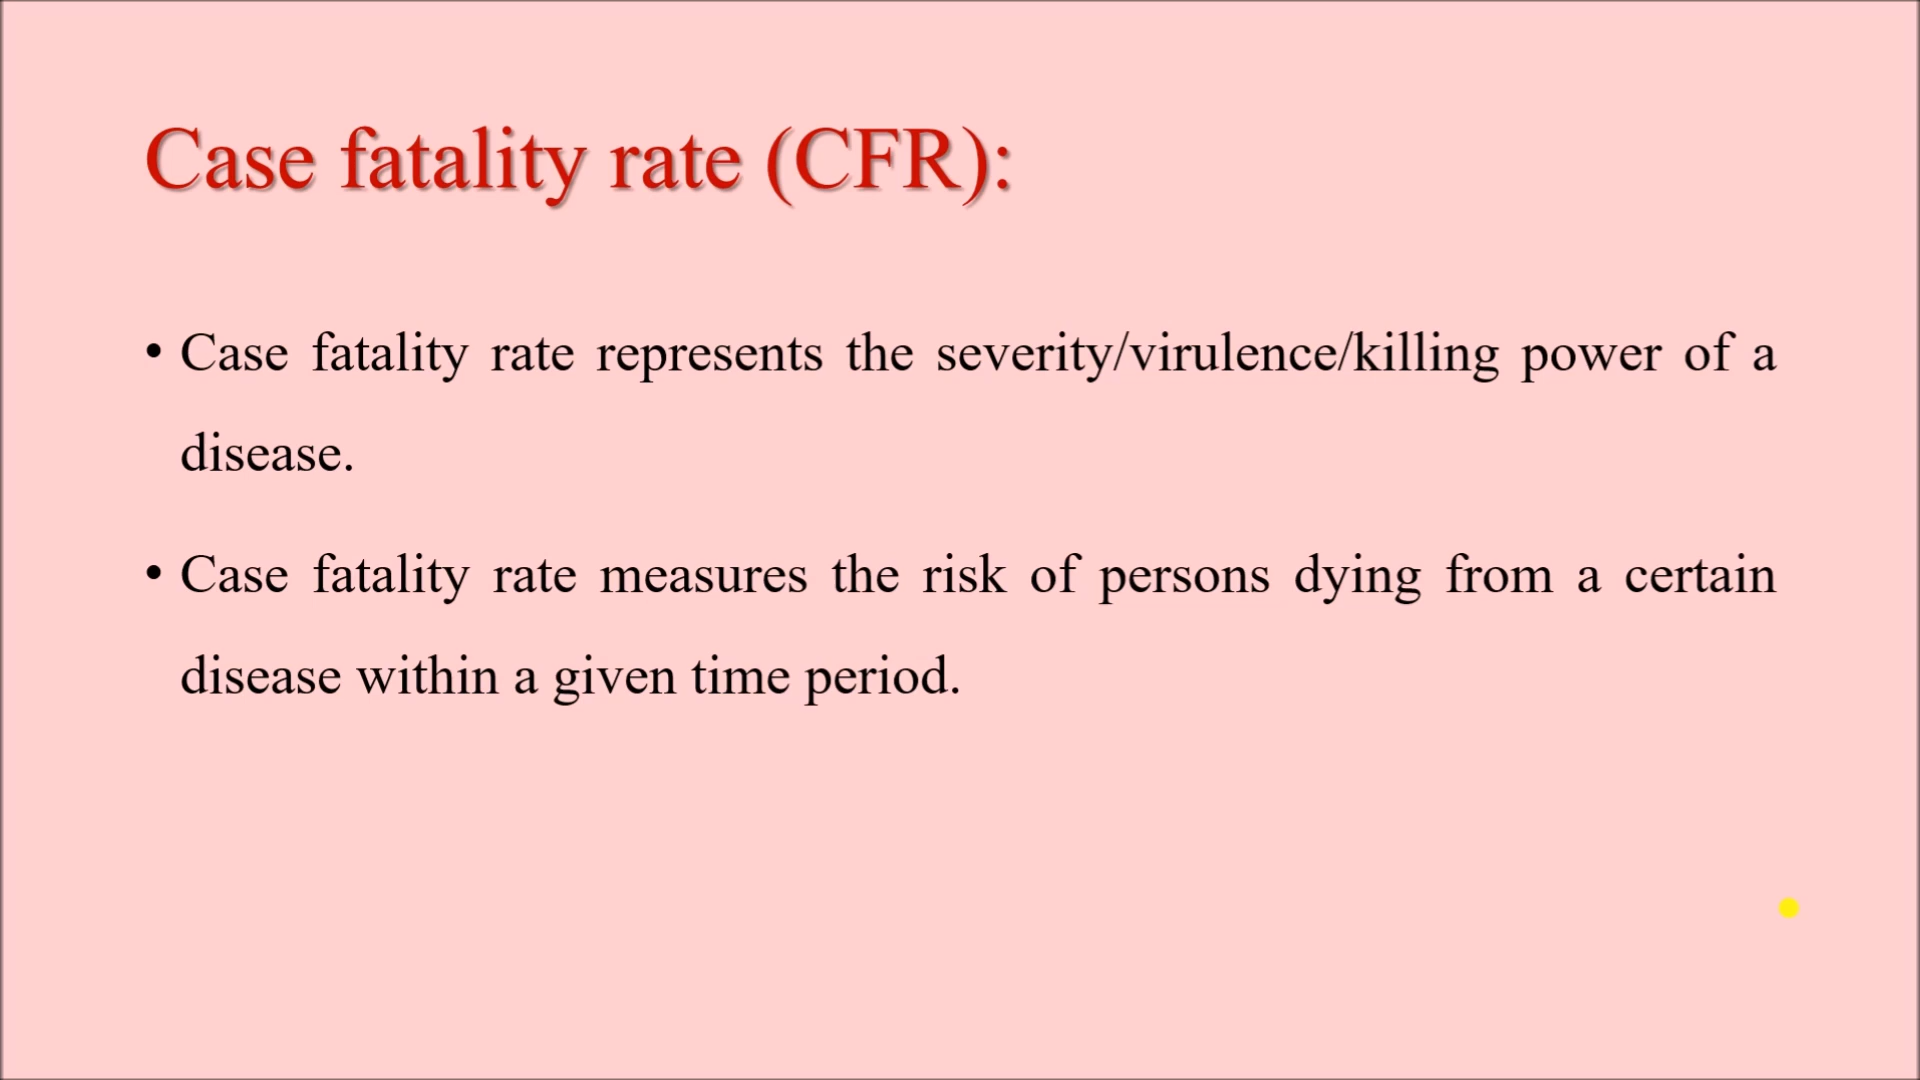 Case fatality rate (CFR):
• Case fatality rate represents the severity/virulence/killing power of a
disease.
• Case fatality rate measures the risk of persons dying from a certain
disease within a given time period.